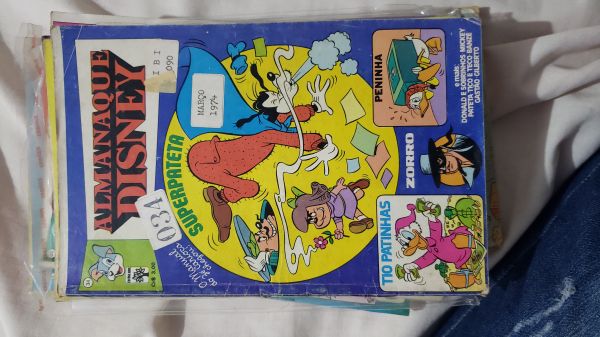 ALMANAQUE
DISNEY
I B I
090
MARÇO
1974
034
SUPERPATETA
PENINHA
e mais:
DONALD E SOBRINHOS, MICKEY
PATETA, TICO E TECO, BANZÉ
GASTÃO, GILBERTO
ZORRO
TIO PATINHAS
O Manual